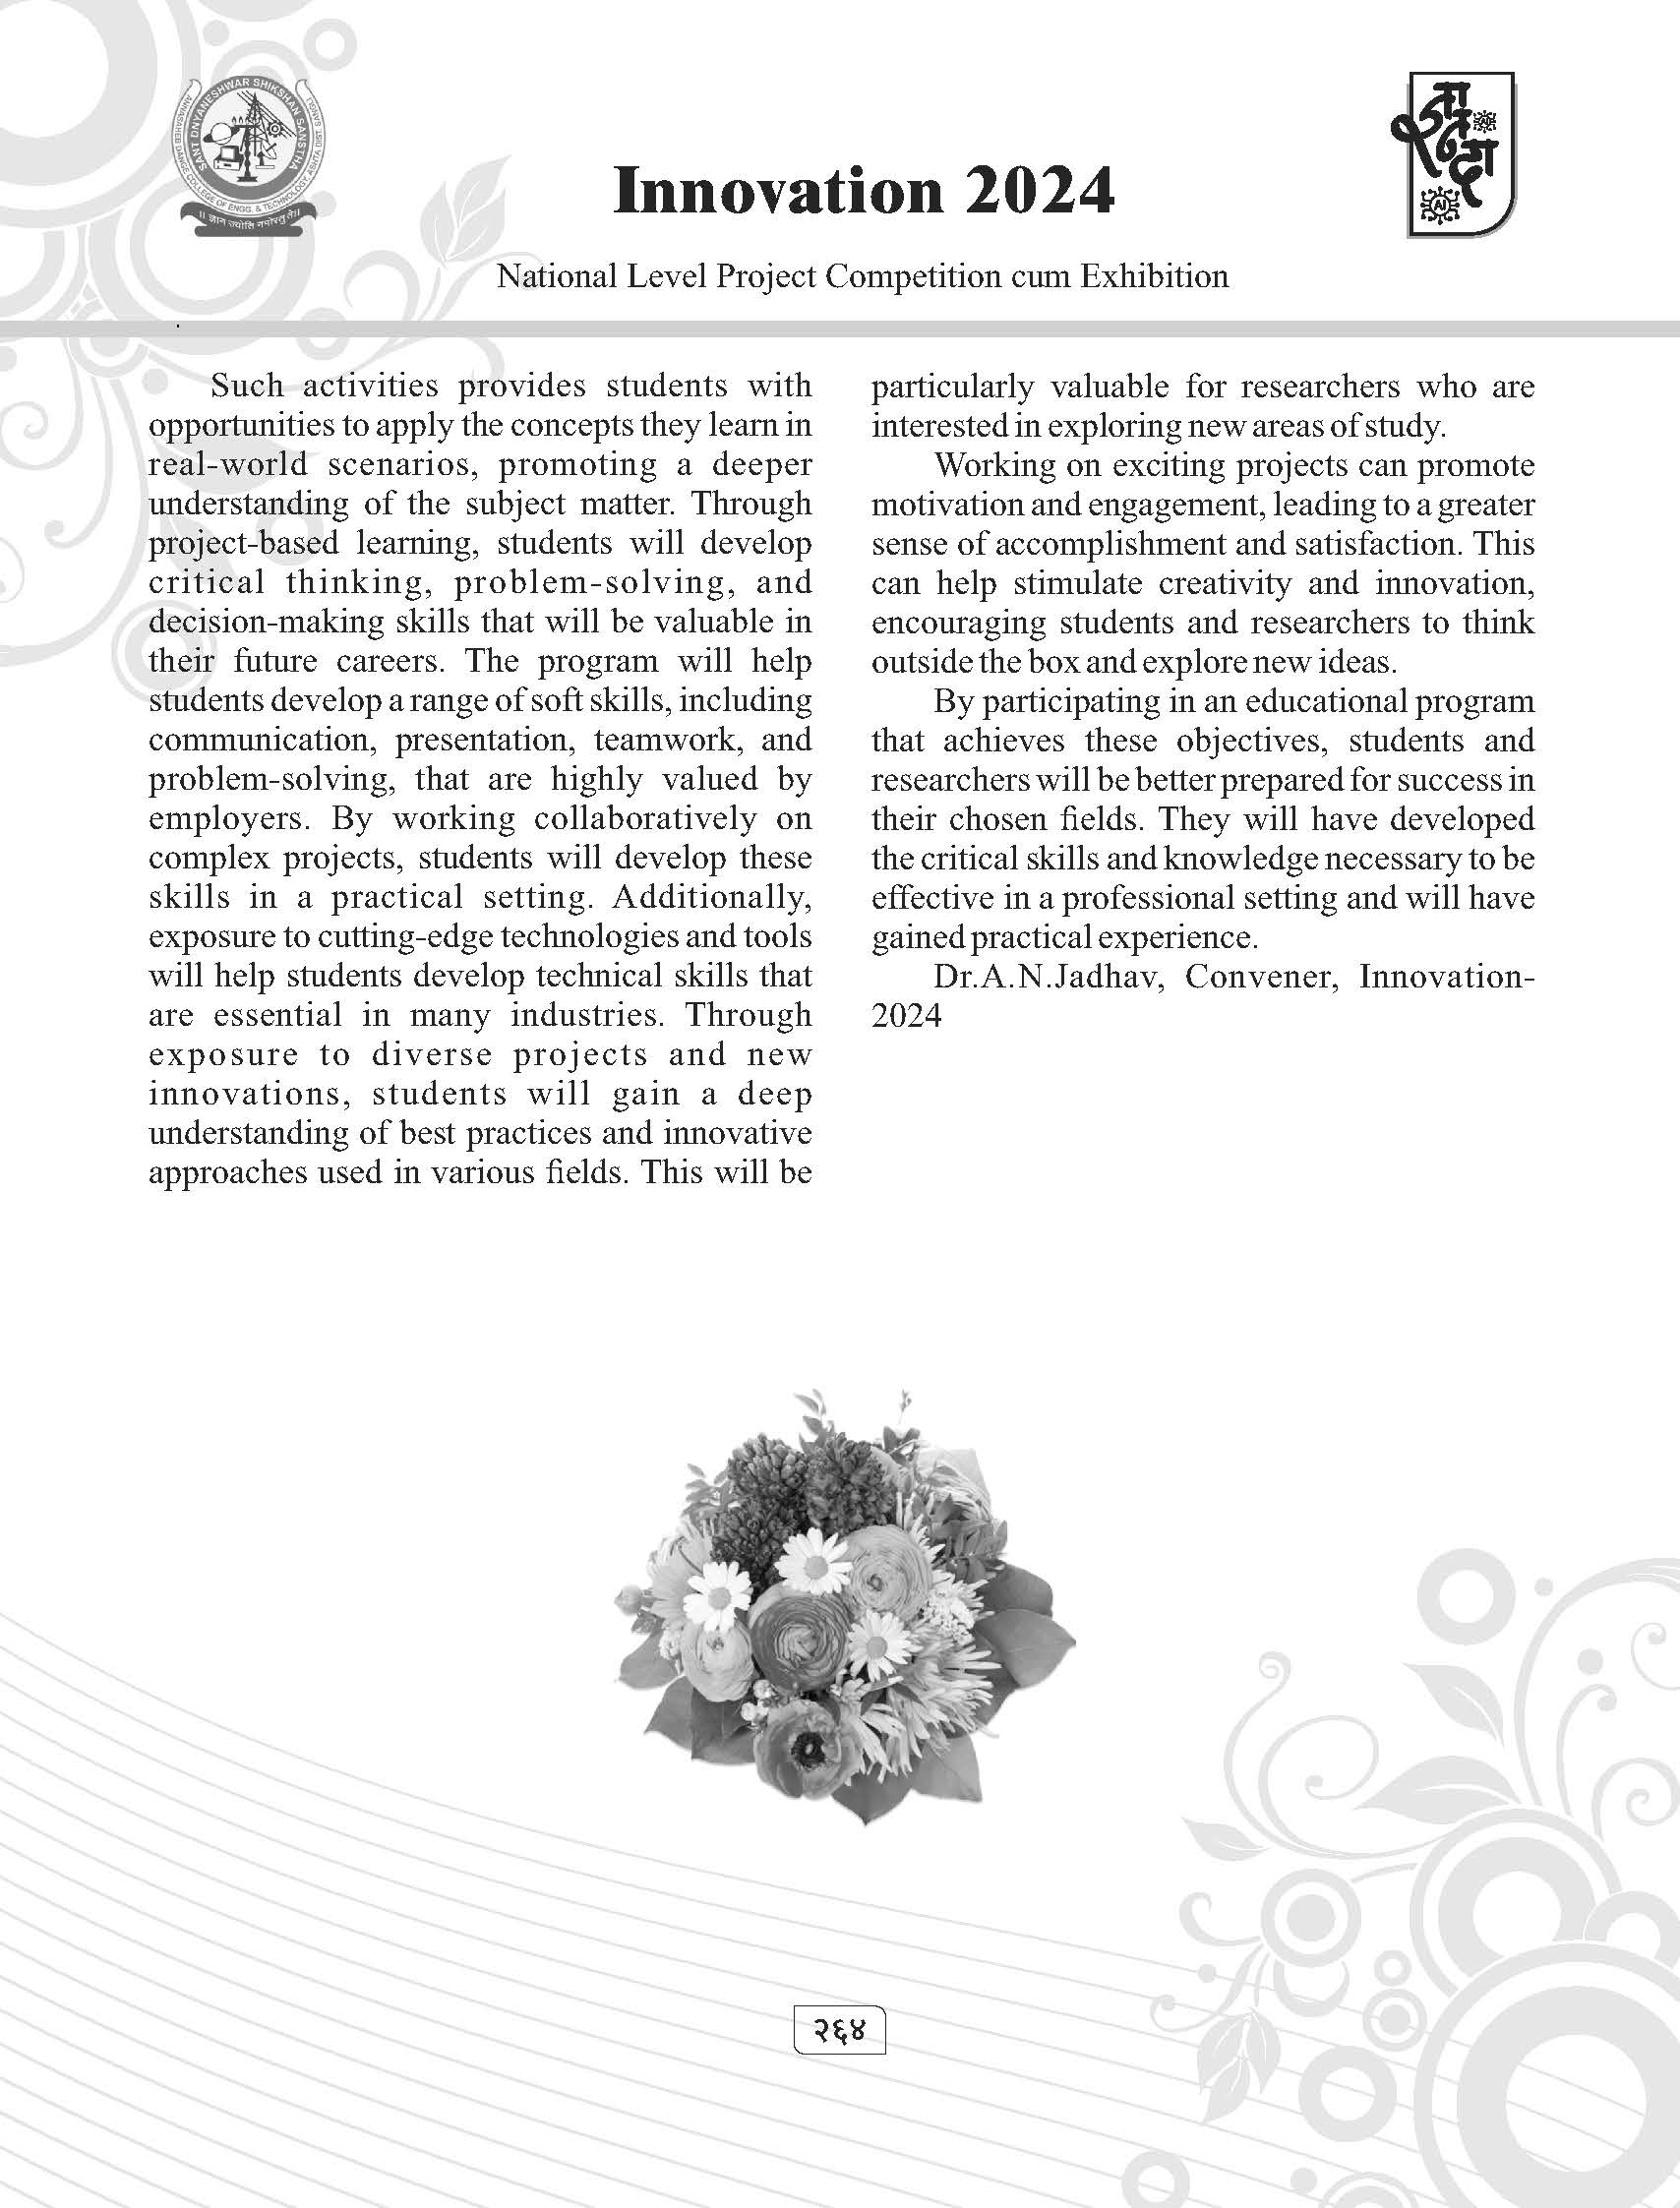 SANT DNYANESHWAR SHIKSHAN SANSTHA
ANNASAHEB DANGE COLLEGE OF ENGG. & TECHNOLOGY, ASHTA DIST. SANGLI
AI
AI
Innovation 2024
National Level Project Competition cum Exhibition
Such activities provides students with
opportunities to apply the concepts they learn in
real-world scenarios, promoting a deeper
understanding of the subject matter. Through
project-based learning, students will develop
critical thinking, problem-solving, and
decision-making skills that will be valuable in
their future careers. The program will help
students develop a range of soft skills, including
communication, presentation, teamwork, and
problem-solving, that are highly valued by
employers. By working collaboratively on
complex projects, students will develop these
skills in a practical setting. Additionally,
exposure to cutting-edge technologies and tools
will help students develop technical skills that
are essential in many industries. Through
exposure to diverse projects and new
innovations, students will gain a deep
understanding of best practices and innovative
approaches used in various fields. This will be
particularly valuable for researchers who are
interested in exploring new areas of study.
Working on exciting projects can promote
motivation and engagement, leading to a greater
sense of accomplishment and satisfaction. This
can help stimulate creativity and innovation,
encouraging students and researchers to think
outside the box and explore new ideas.
By participating in an educational program
that achieves these objectives, students and
researchers will be better prepared for success in
their chosen fields. They will have developed
the critical skills and knowledge necessary to be
effective in a professional setting and will have
gained practical experience.
Dr.A.N.Jadhav, Convener, Innovation-
2024
२६४